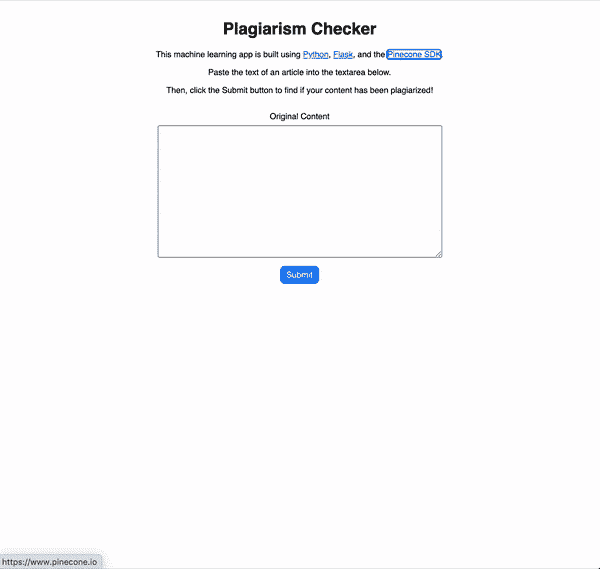 Plagiarism Checker
This machine learning app is built using Python, Flask, and the Pinecone SDK.
Paste the text of an article into the textarea below.
Then, click the Submit button to find if your content has been plagiarized!
Original Content
Submit
https://www.pinecone.io